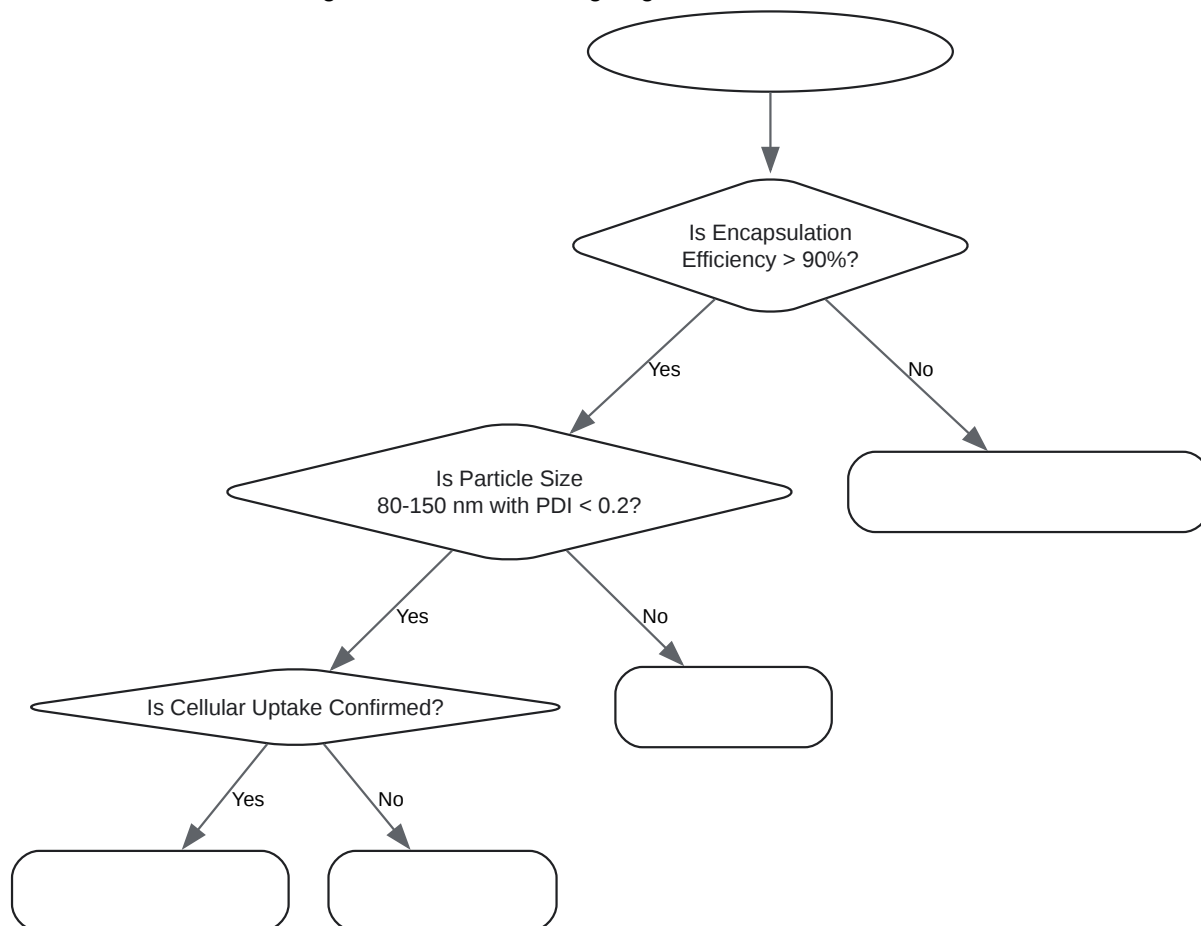 Is Encapsulation
Efficiency > 90%?
Yes
No
Is Particle Size
80-150 nm with PDI < 0.2?
Yes
No
Is Cellular Uptake Confirmed?
Yes
No